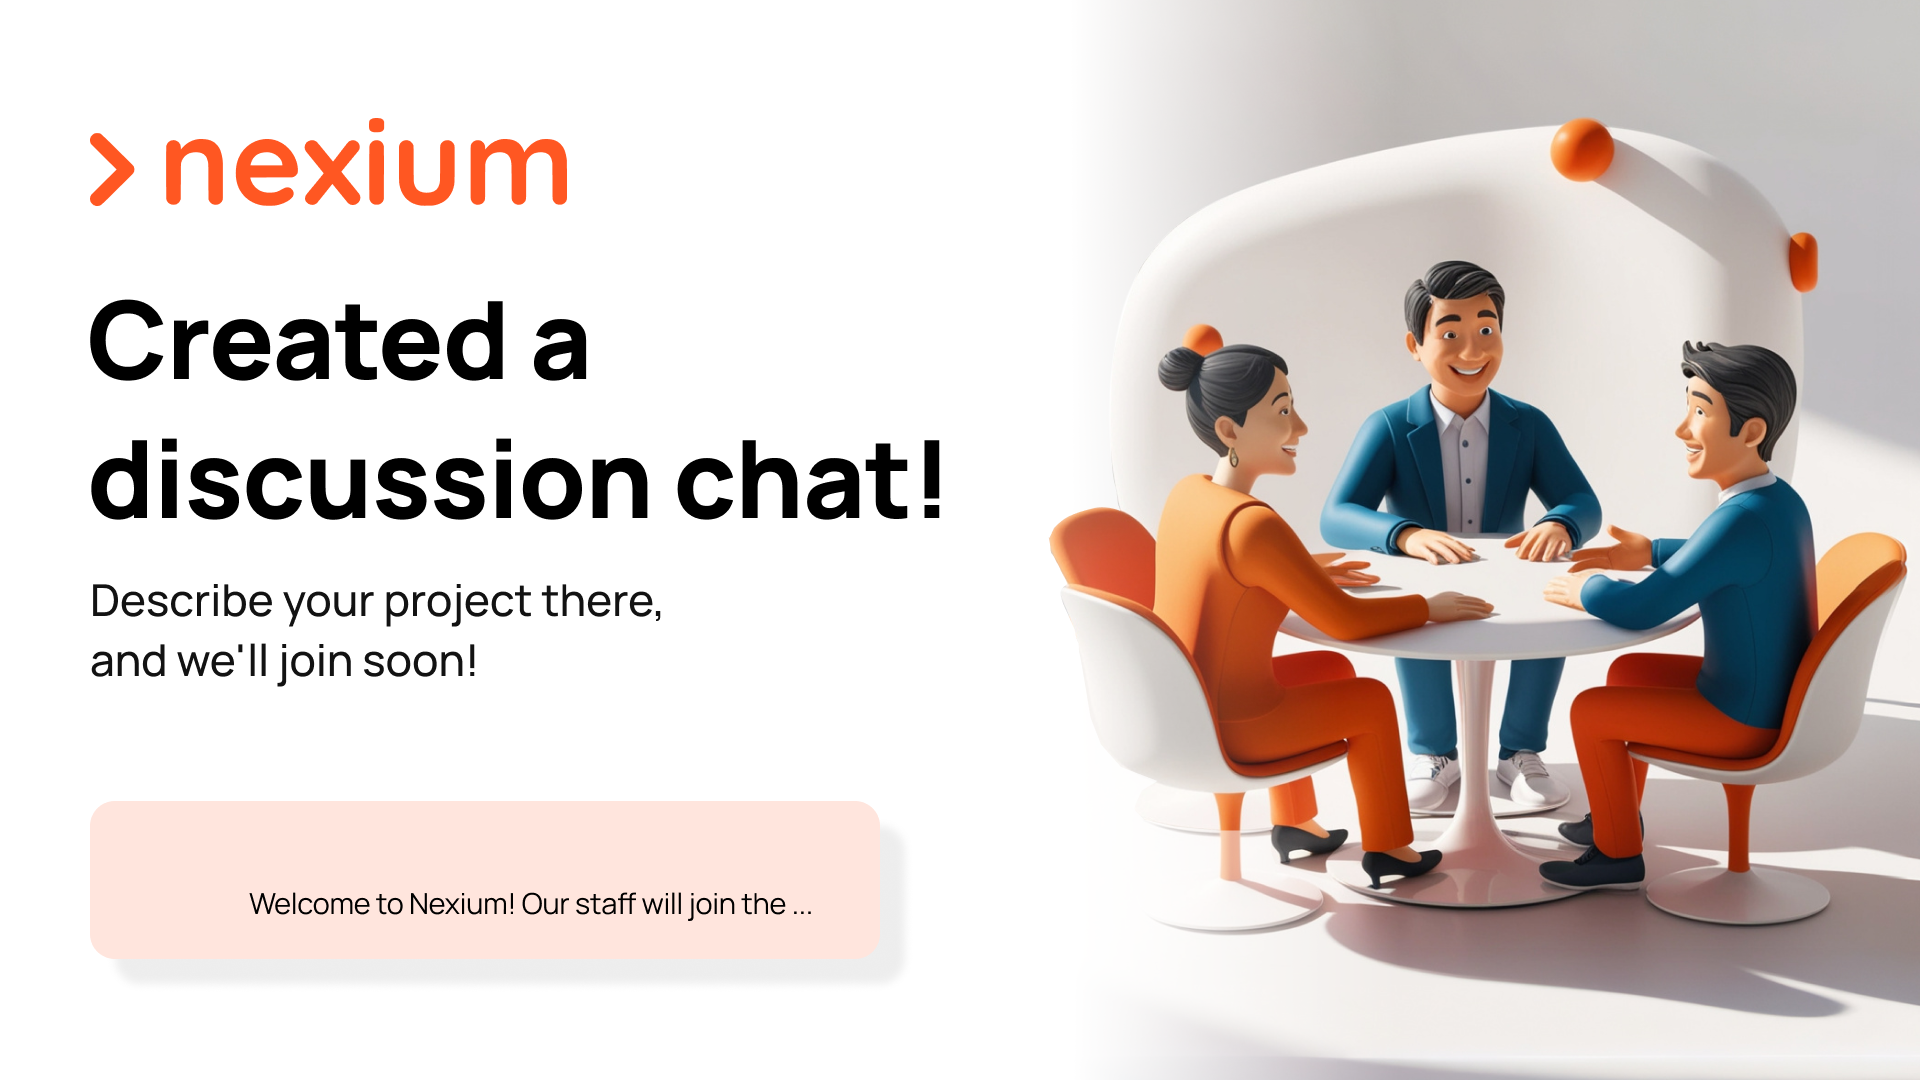 nexium
Created a
discussion chat!
Describe your project there,
and we'll join soon!
Welcome to Nexium! Our staff will join the ...